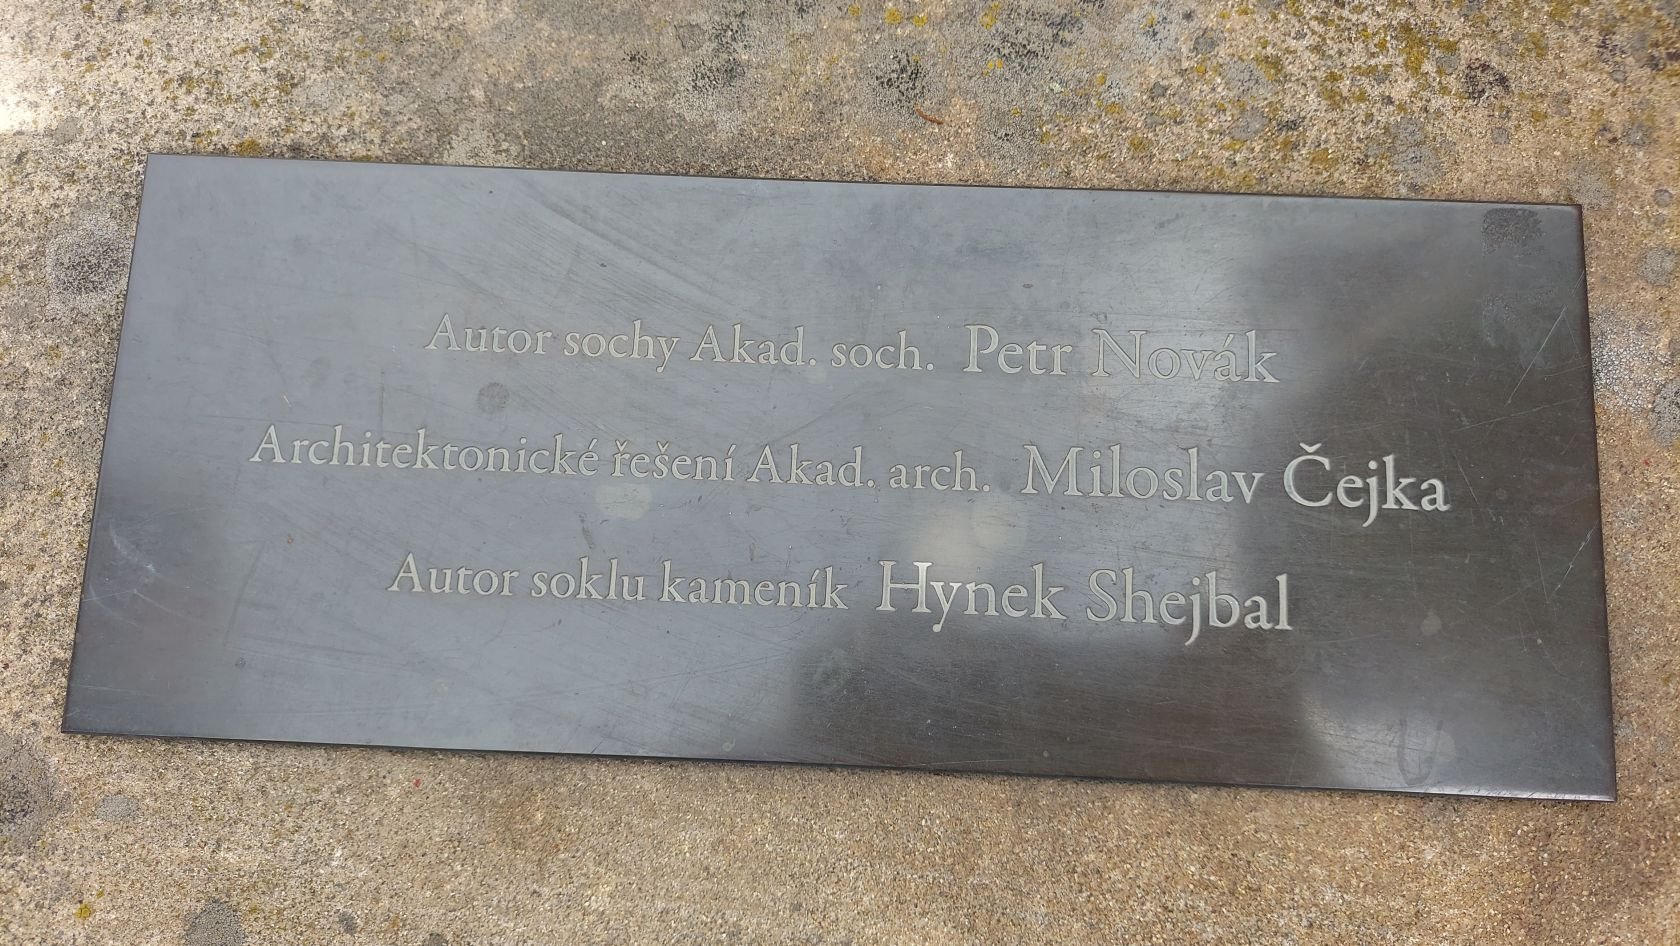 Autor sochy Akad. soch. Petr Novák
Architektonické řešení Akad. arch. Miloslav Čejka
Autor soklu kameník Hynek Shejbal